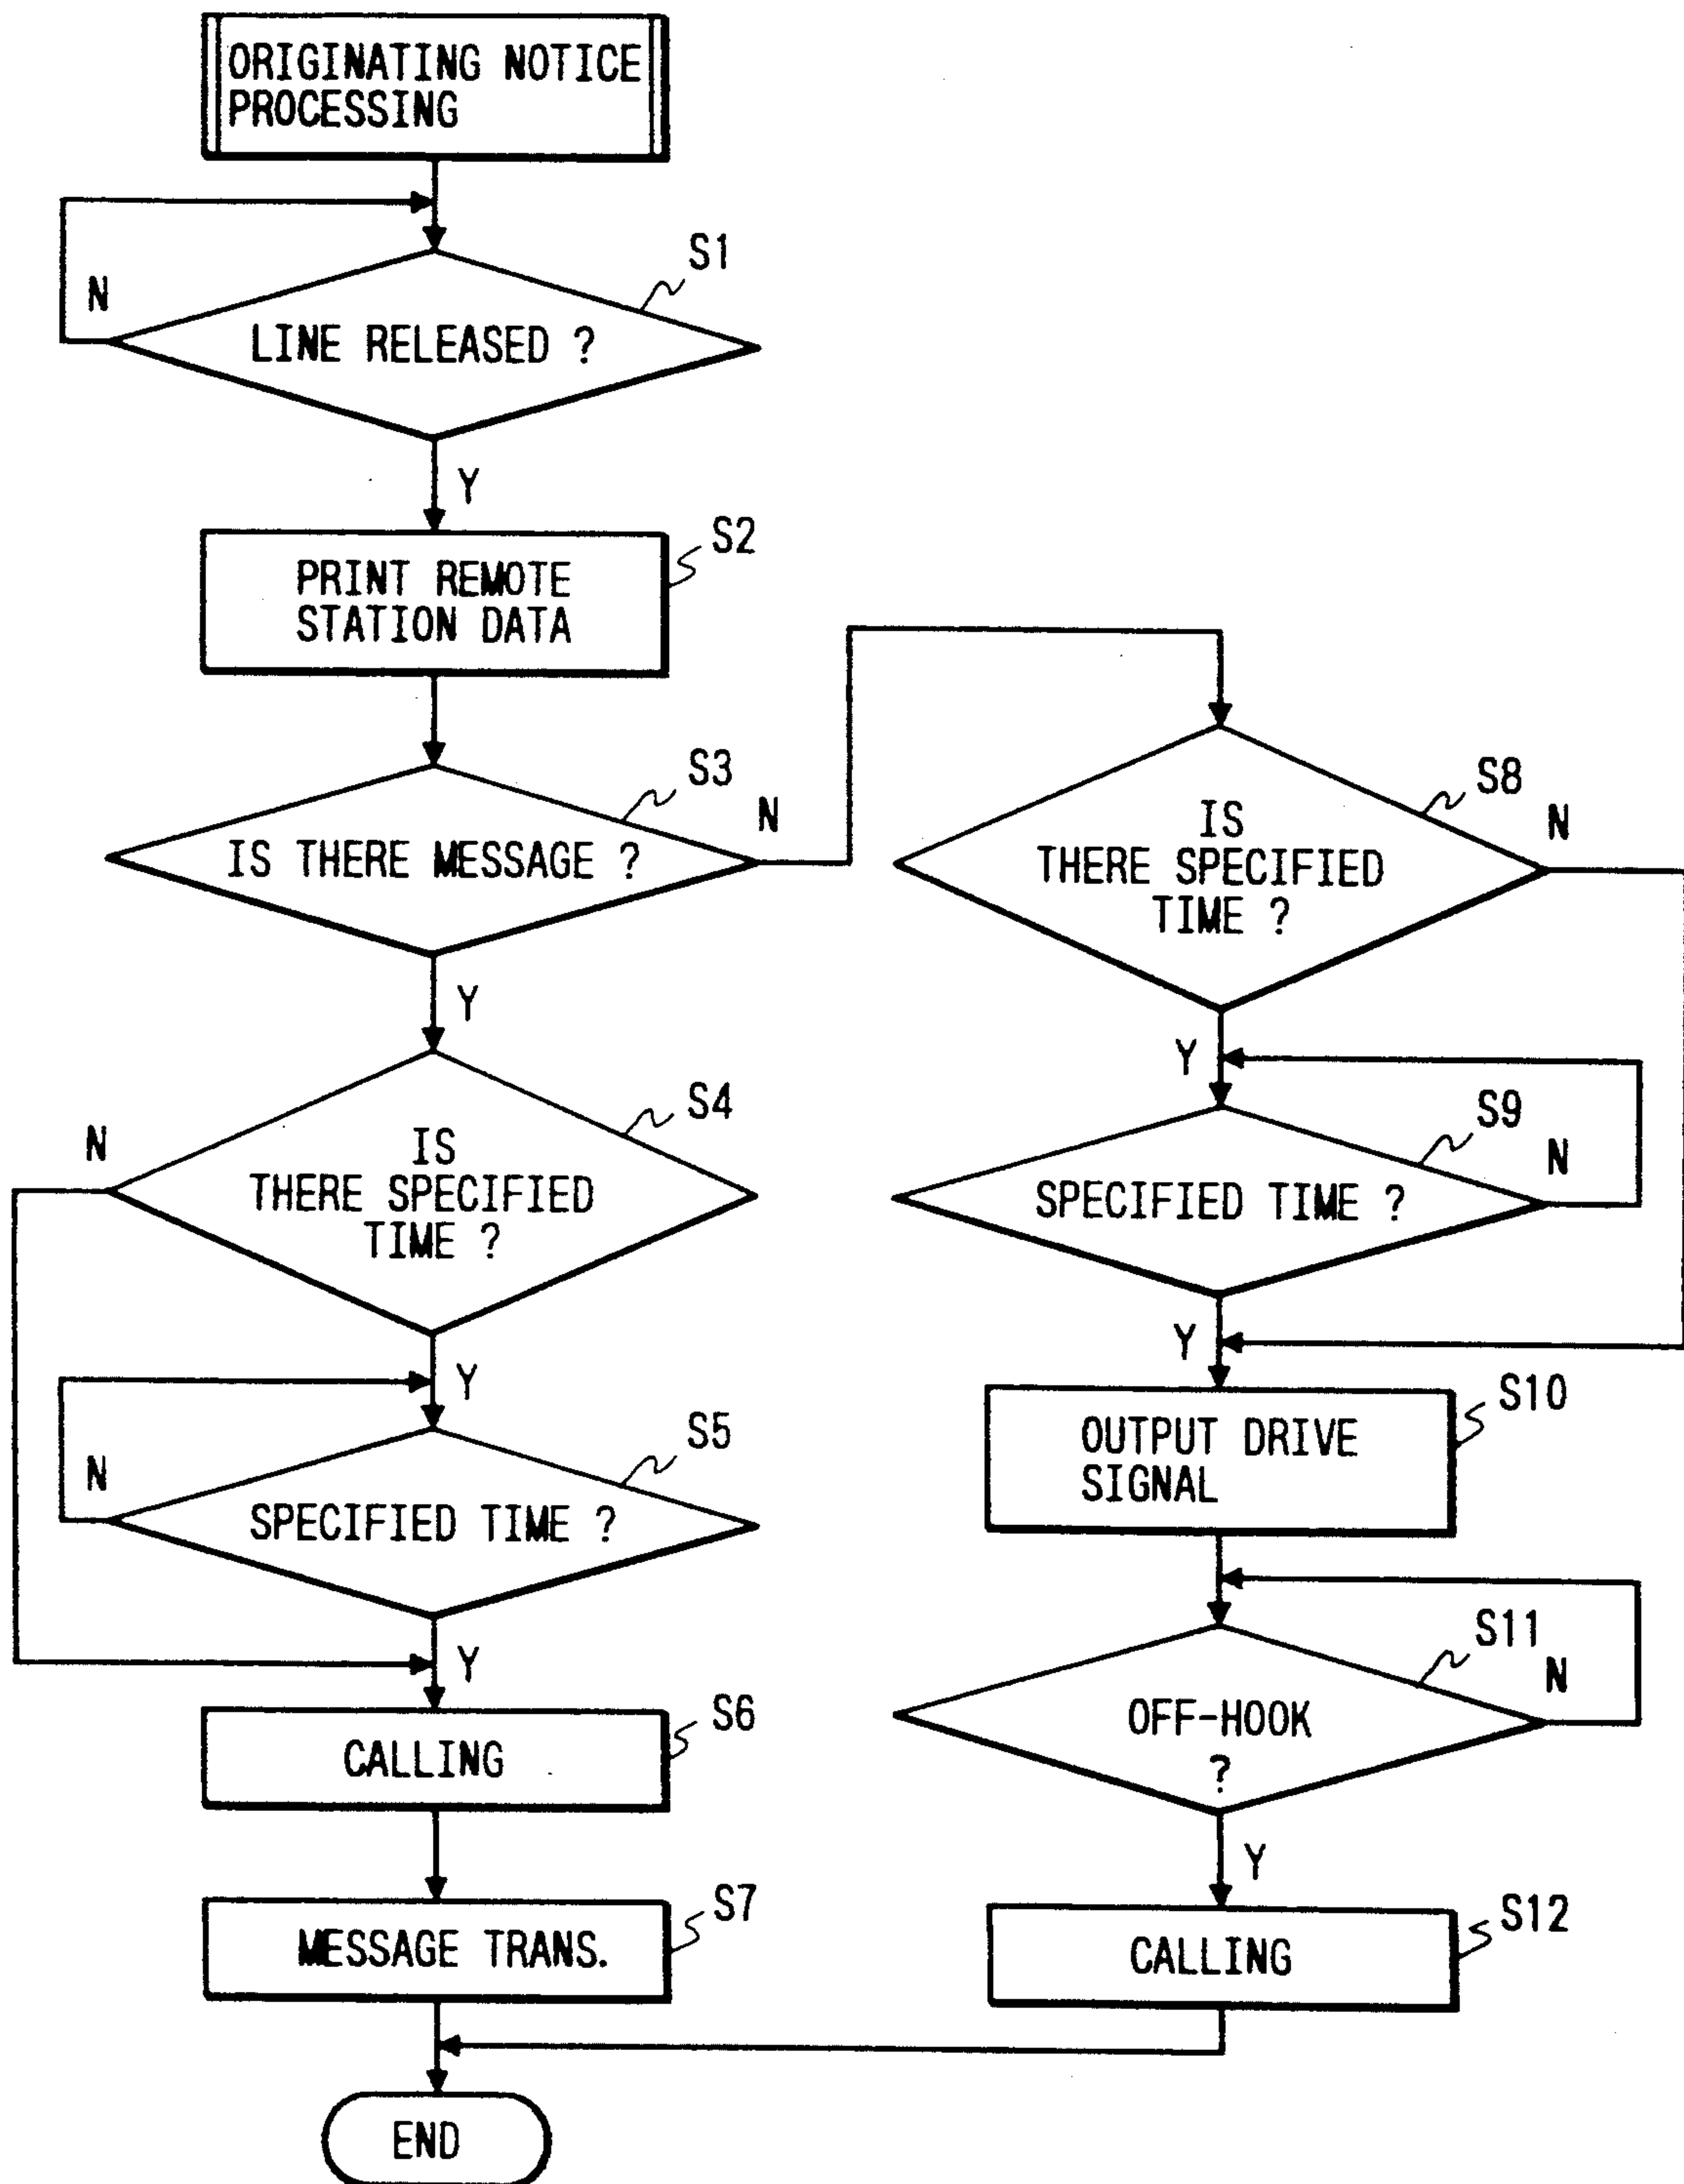 ORIGINATING NOTICE
PROCESSING
S1
N
LINE RELEASED ?
Y
S2
PRINT REMOTE
STATION DATA
S3
N
IS THERE MESSAGE ?
Y
S4
N
IS
THERE SPECIFIED
TIME ?
Y
S5
N
SPECIFIED TIME ?
Y
S6
CALLING
S7
MESSAGE TRANS.
S8
N
IS
THERE SPECIFIED
TIME ?
Y
S9
N
SPECIFIED TIME ?
Y
S10
OUTPUT DRIVE
SIGNAL
S11
N
OFF-HOOK
?
Y
S12
CALLING
END